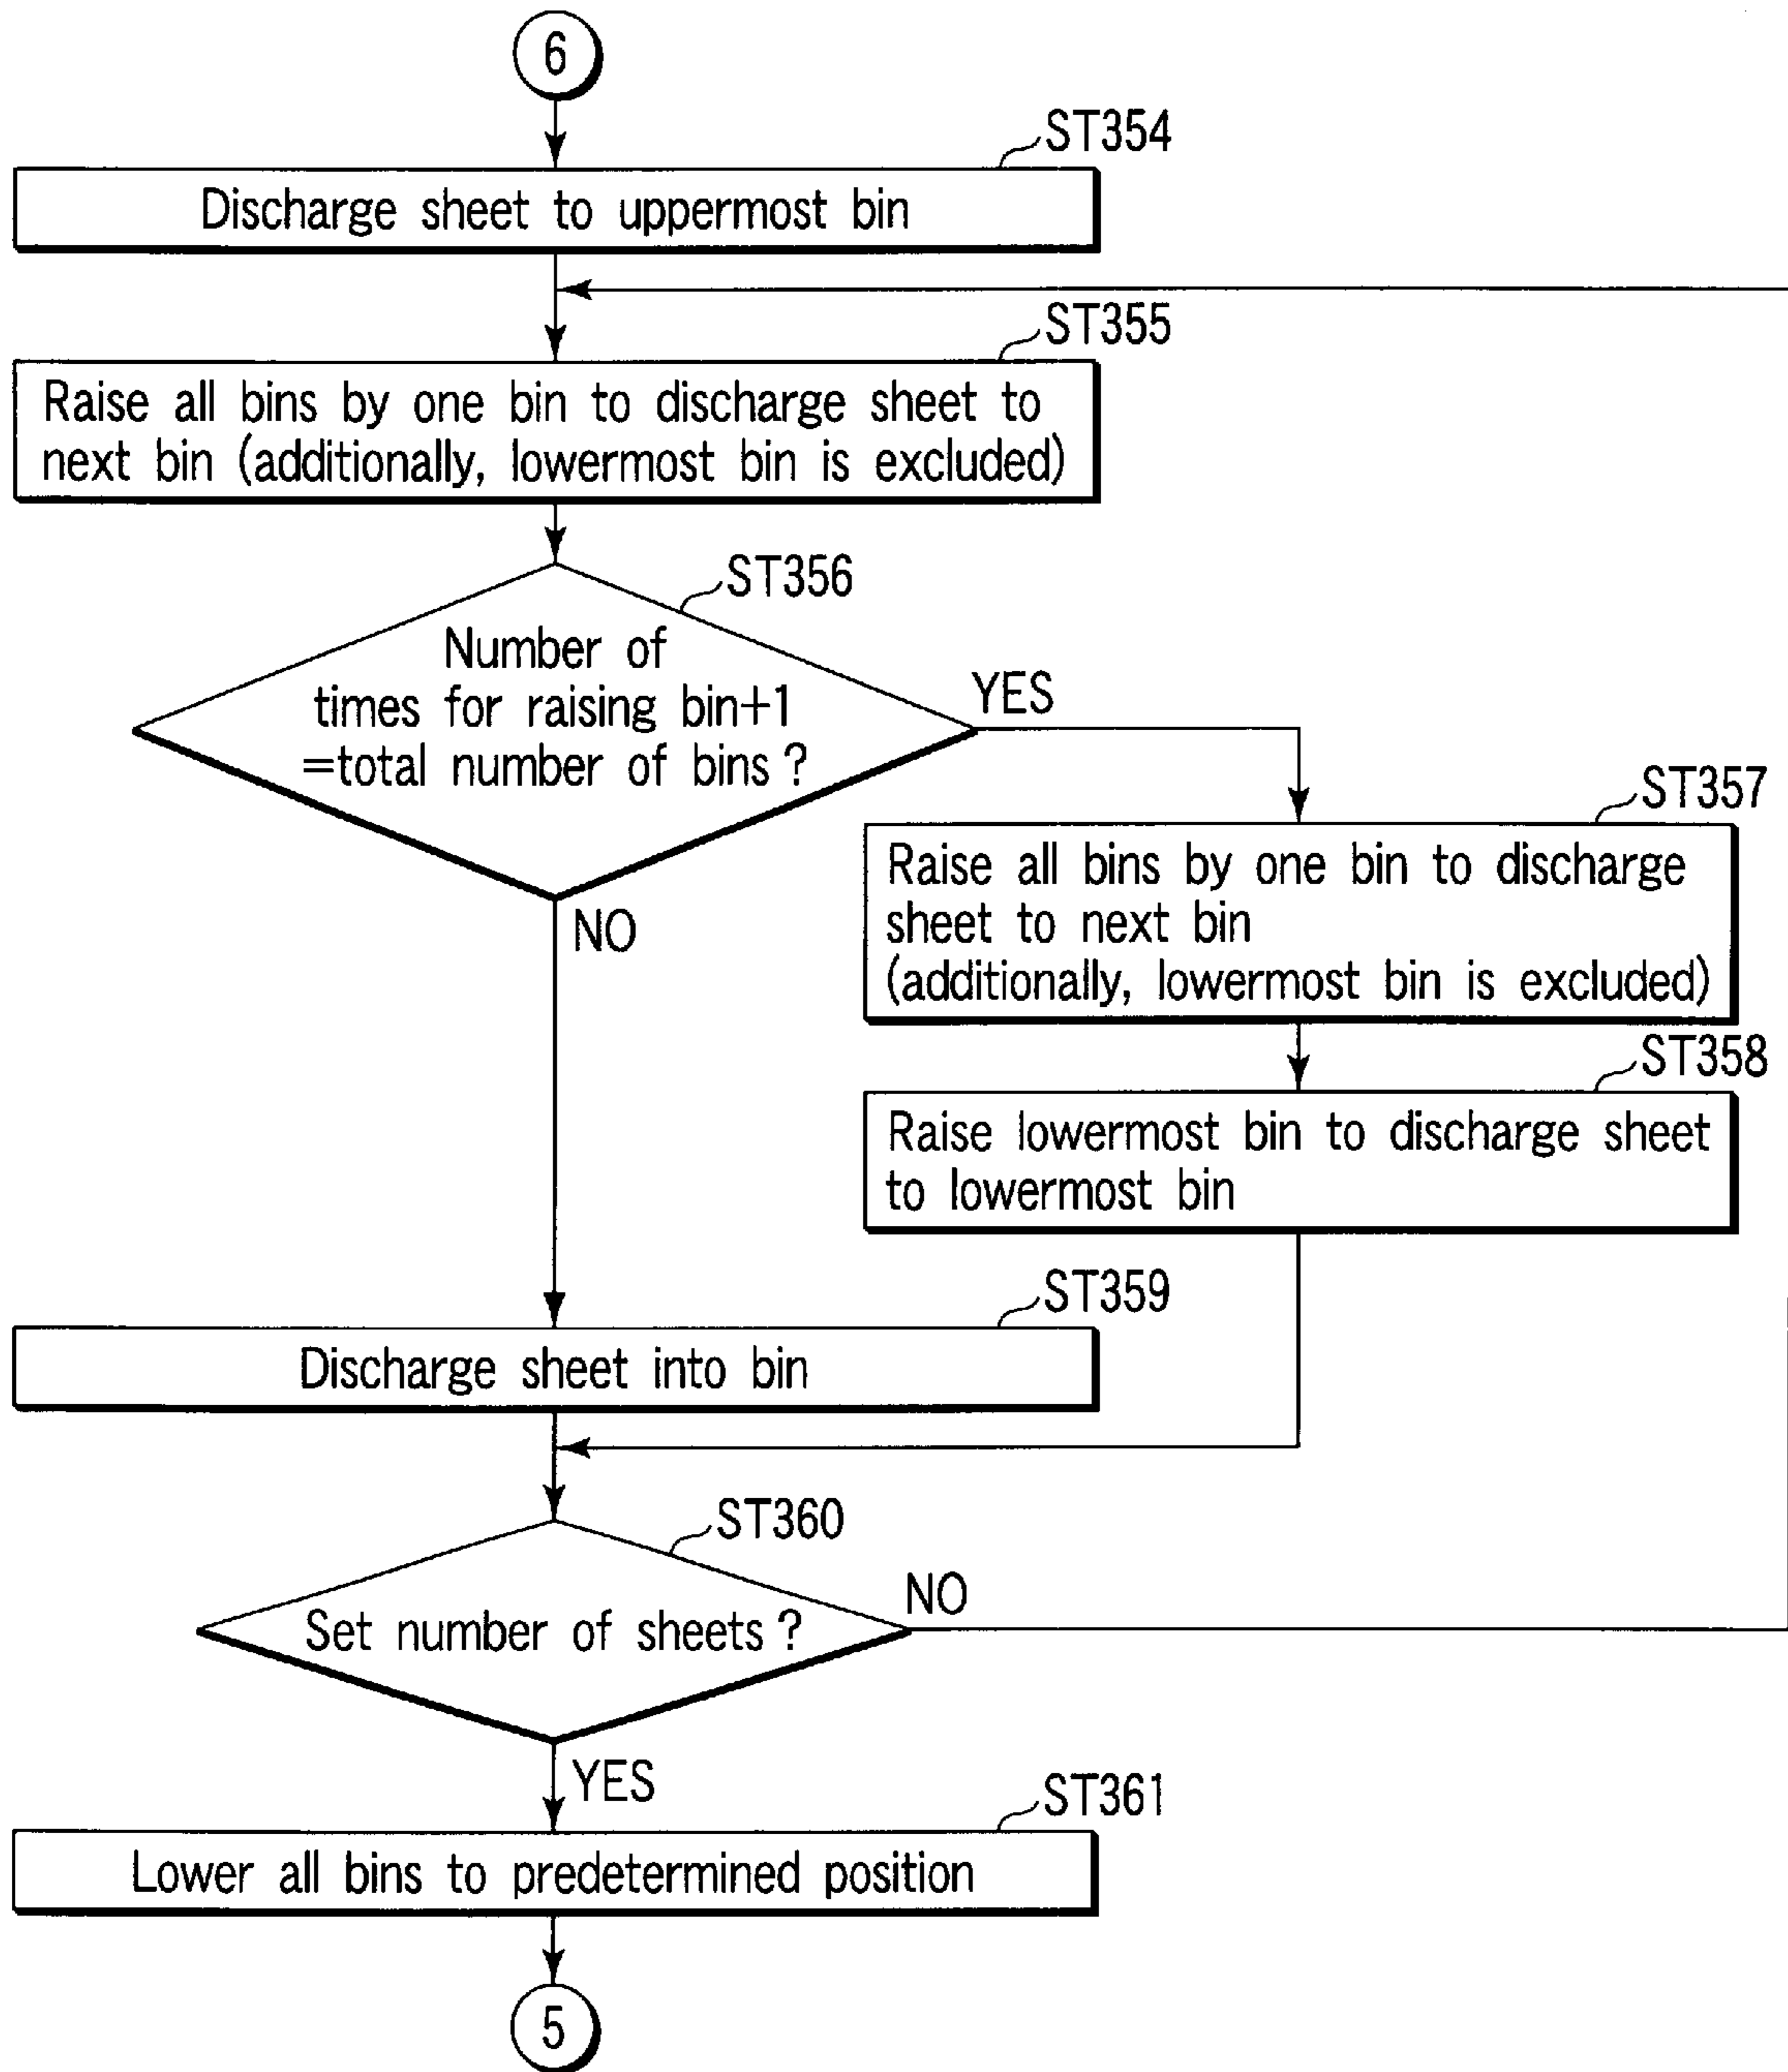 6
ST354
Discharge sheet to uppermost bin
ST355
Raise all bins by one bin to discharge sheet to
next bin (additionally, lowermost bin is excluded)
ST356
Number of
times for raising bin+1
=total number of bins ?
YES
NO
ST357
Raise all bins by one bin to discharge
sheet to next bin
(additionally, lowermost bin is excluded)
ST358
Raise lowermost bin to discharge sheet
to lowermost bin
ST359
Discharge sheet into bin
ST360
Set number of sheets ?
NO
YES
ST361
Lower all bins to predetermined position
5